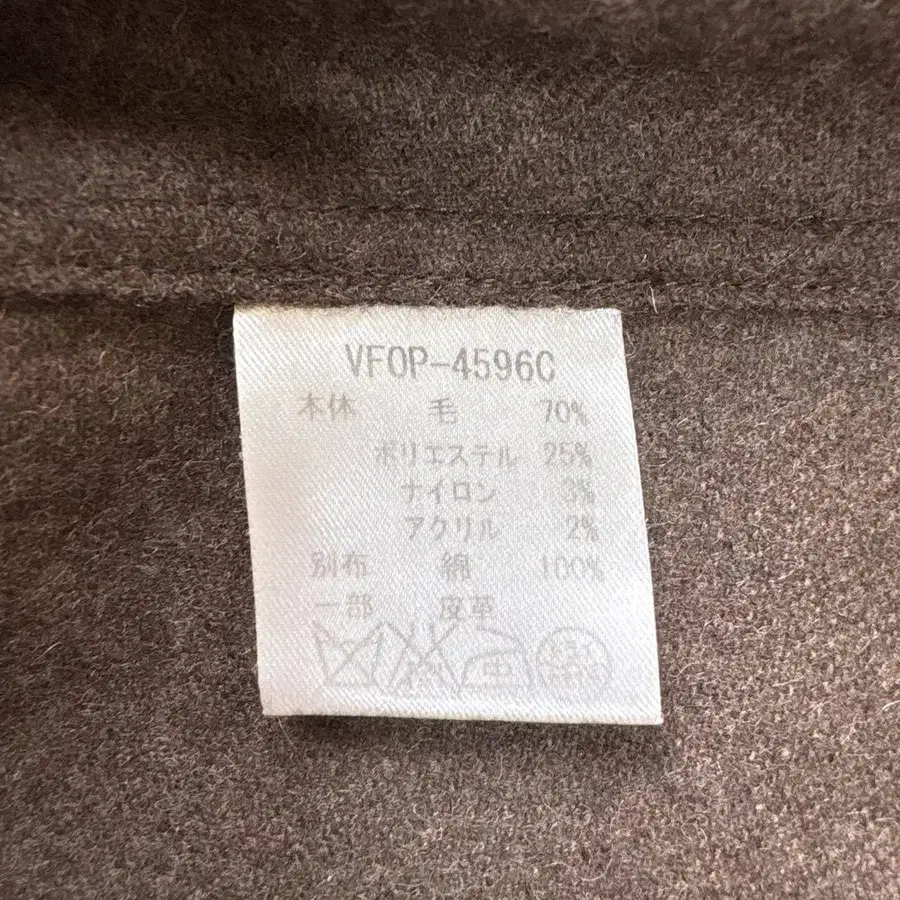 VFOP-4596C
本体 毛 70%
ポリエステル 25%
ナイロン 3%
アクリル 2%
別布 綿 100%
一部 皮革
中